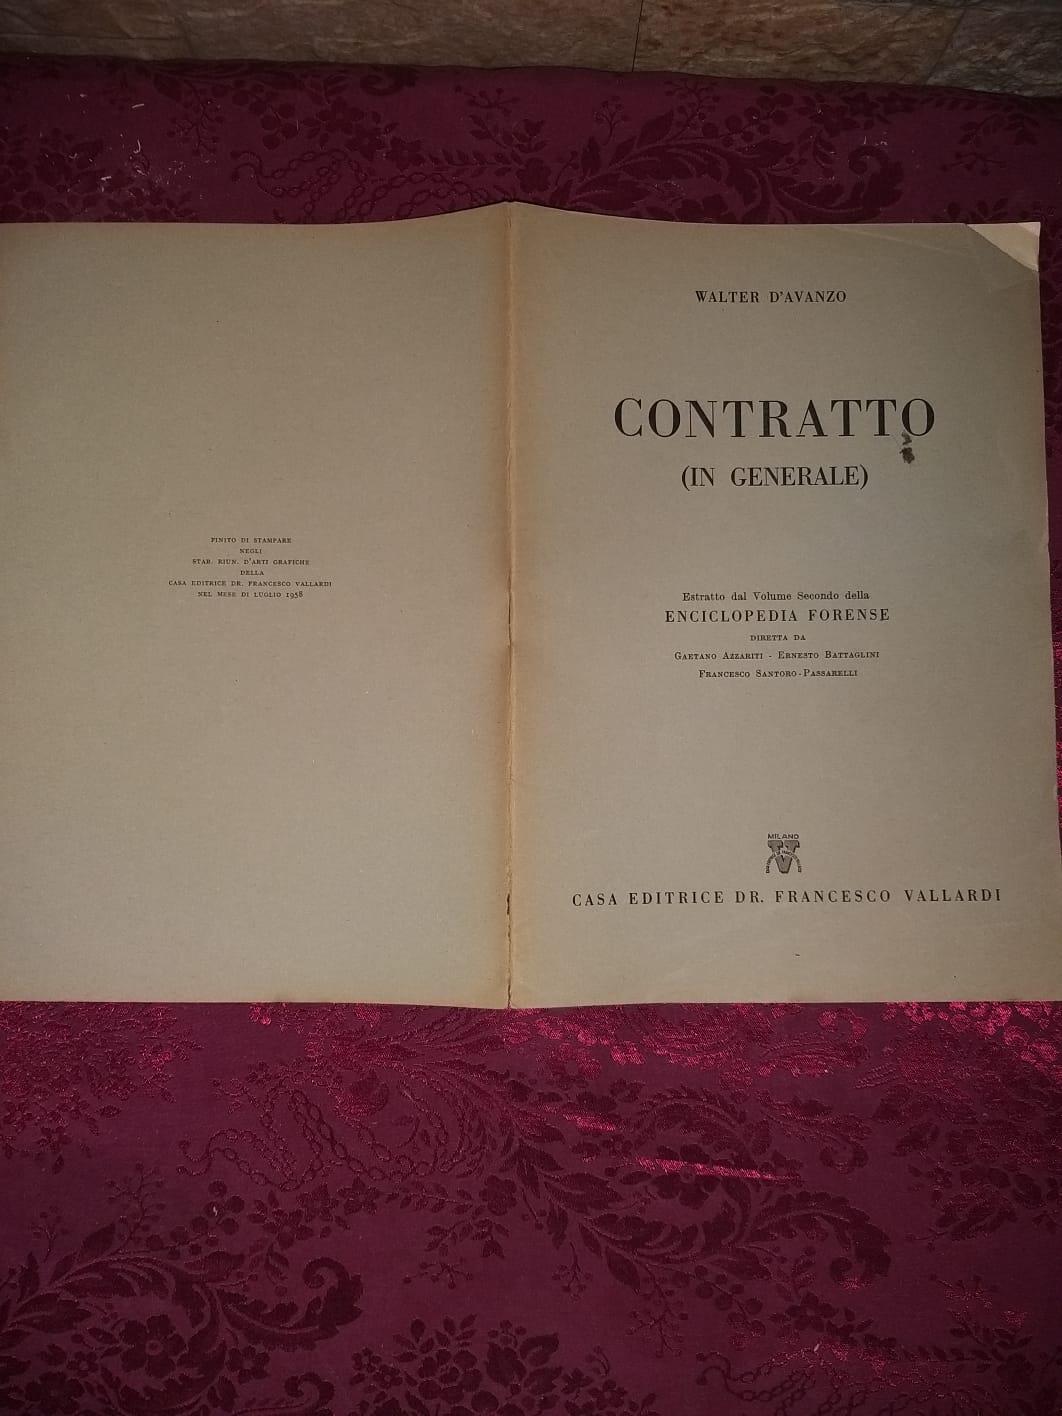 FINITO DI STAMPARE
NEGLI
STAB. RIUN. D'ARTI GRAFICHE
DELLA
CASA EDITRICE DR. FRANCESCO VALLARDI
NEL MESE DI LUGLIO 1958
WALTER D'AVANZO
CONTRATTO
(IN GENERALE)
Estratto dal Volume Secondo della
ENCICLOPEDIA FORENSE
DIRETTA DA
GAETANO AZZARITI - ERNESTO BATTAGLINI
FRANCESCO SANTORO-PASSARELLI
MILANO
V
CASA EDITRICE DR. FRANCESCO VALLARDI